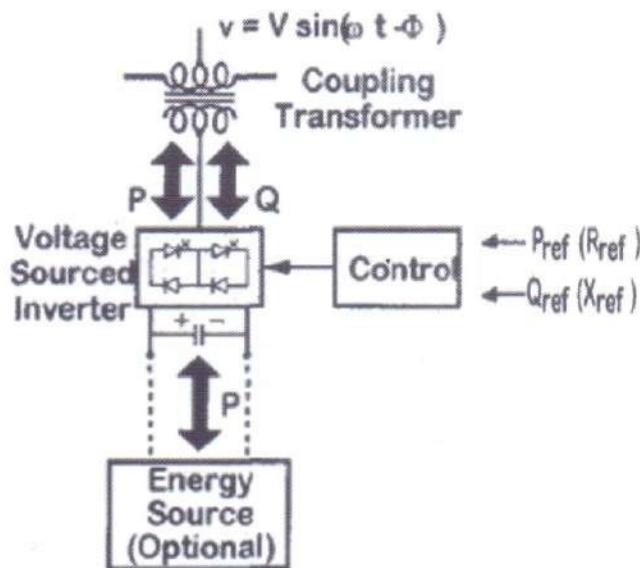 v = V sin(ω t -Φ )
Coupling
Transformer
P
Q
Voltage
Sourced
Inverter
Control
Pref (Rref)
Qref (Xref)
+ −
P
Energy
Source
(Optional)